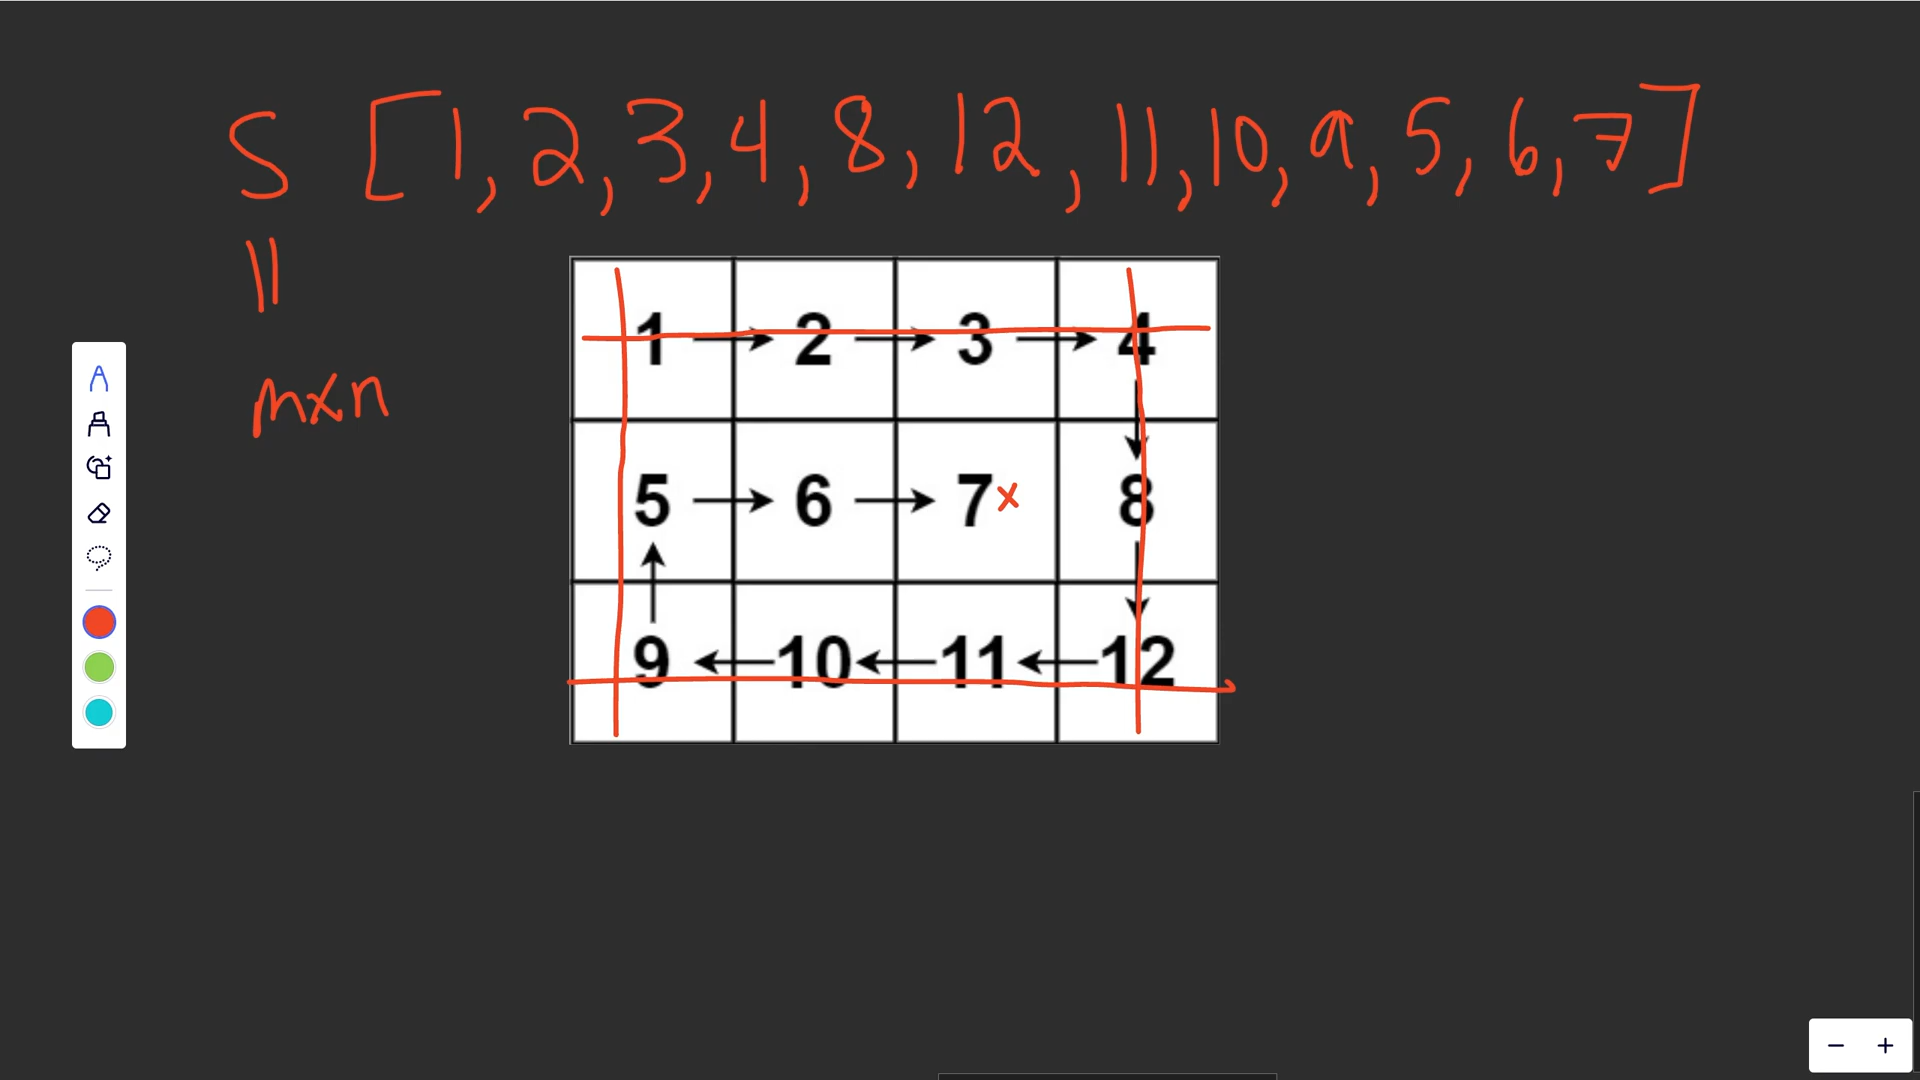 S [1, 2, 3, 4, 8, 12, 11, 10, 9, 5, 6, 7]
||
m×n
1 → 2 → 3 → 4
5 → 6 → 7 × 8
9 ← 10 ← 11 ← 12